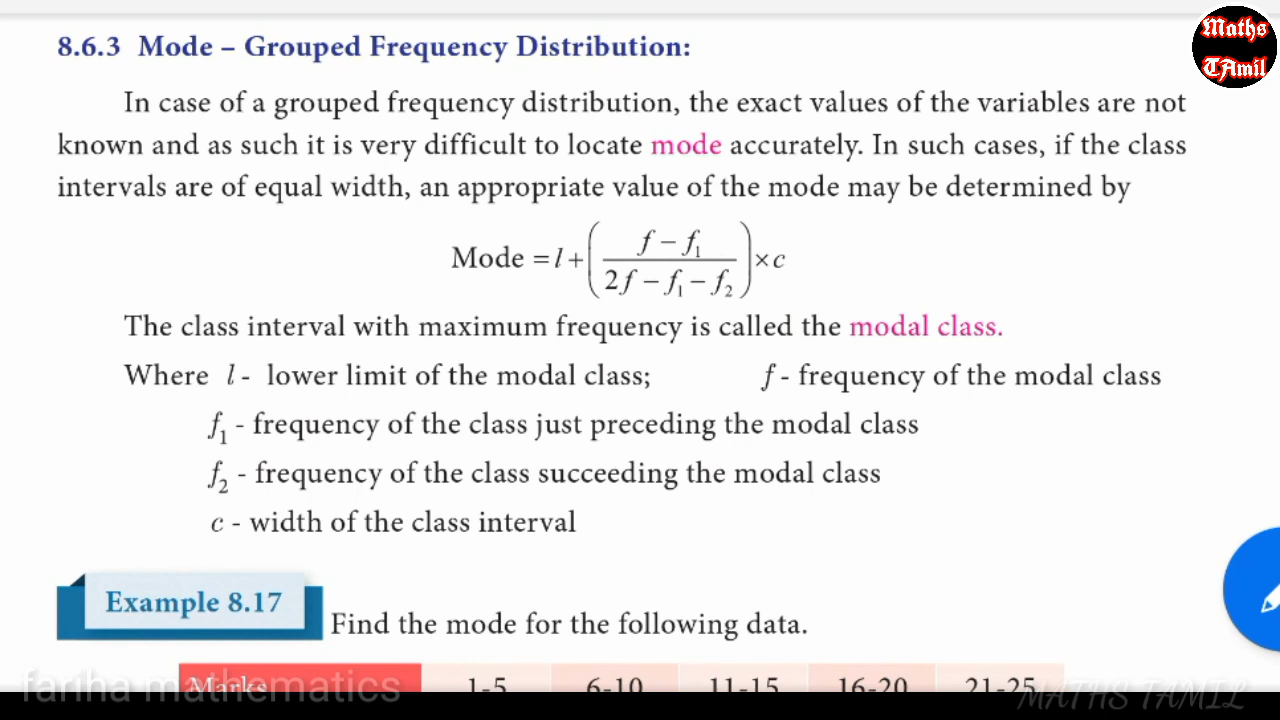 Maths
TAmil
8.6.3 Mode – Grouped Frequency Distribution:
In case of a grouped frequency distribution, the exact values of the variables are not
known and as such it is very difficult to locate mode accurately. In such cases, if the class
intervals are of equal width, an appropriate value of the mode may be determined by
Mode = l + ( f − f₁ / 2f − f₁ − f₂ ) × c
The class interval with maximum frequency is called the modal class.
Where l - lower limit of the modal class; f - frequency of the modal class
f₁ - frequency of the class just preceding the modal class
f₂ - frequency of the class succeeding the modal class
c - width of the class interval
Example 8.17
Find the mode for the following data.
Marks 1-5 6-10 11-15 16-20 21-25
fariha mathematics
MATHS TAMIL